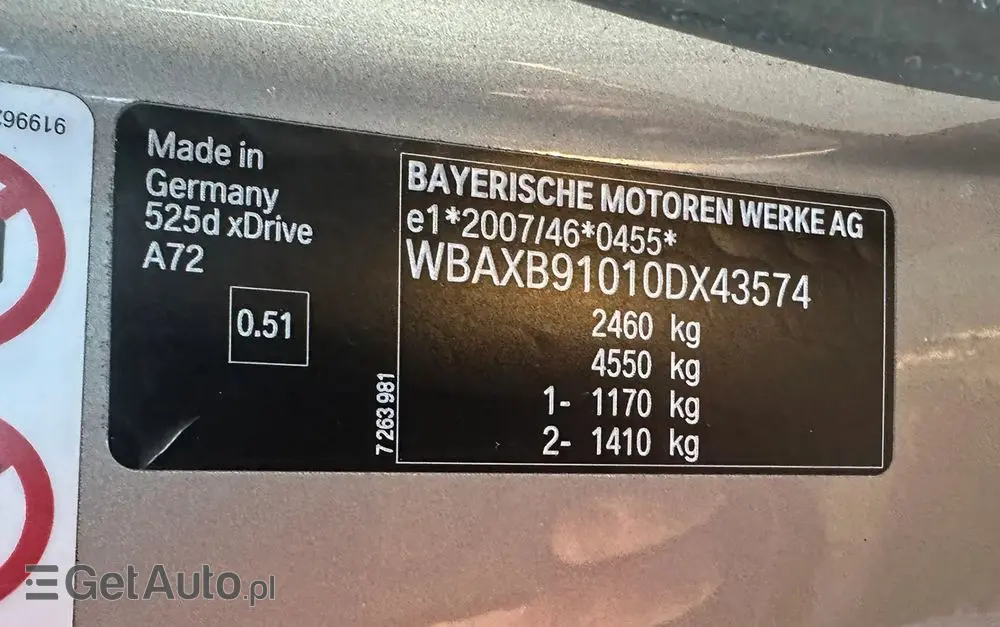 Made in
Germany
525d xDrive
A72
0.51
7 263 981
BAYERISCHE MOTOREN WERKE AG
e1*2007/46*0455*
WBAXB91010DX43574
2460 kg
4550 kg
1- 1170 kg
2- 1410 kg
GetAuto.pl